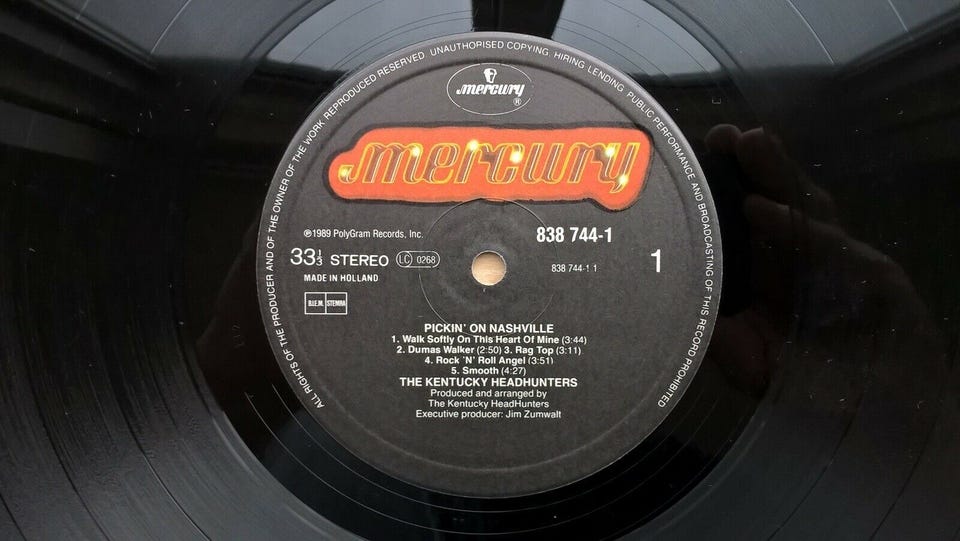 ALL RIGHTS OF THE PRODUCER AND OF THE OWNER OF THE WORK REPRODUCED RESERVED UNAUTHORISED COPYING, HIRING LENDING, PUBLIC PERFORMANCE AND BROADCASTING OF THIS RECORD PROHIBITED
mercury ®
mercury
℗1989 PolyGram Records, Inc.
838 744-1
33 1/3 STEREO LC 0268
838 744-1 1
1
MADE IN HOLLAND
B.I.E.M. STEMRA
PICKIN' ON NASHVILLE
1. Walk Softly On This Heart Of Mine (3:44)
2. Dumas Walker (2:50) 3. Rag Top (3:11)
4. Rock 'N' Roll Angel (3:51)
5. Smooth (4:27)
THE KENTUCKY HEADHUNTERS
Produced and arranged by
The Kentucky HeadHunters
Executive producer: Jim Zumwalt